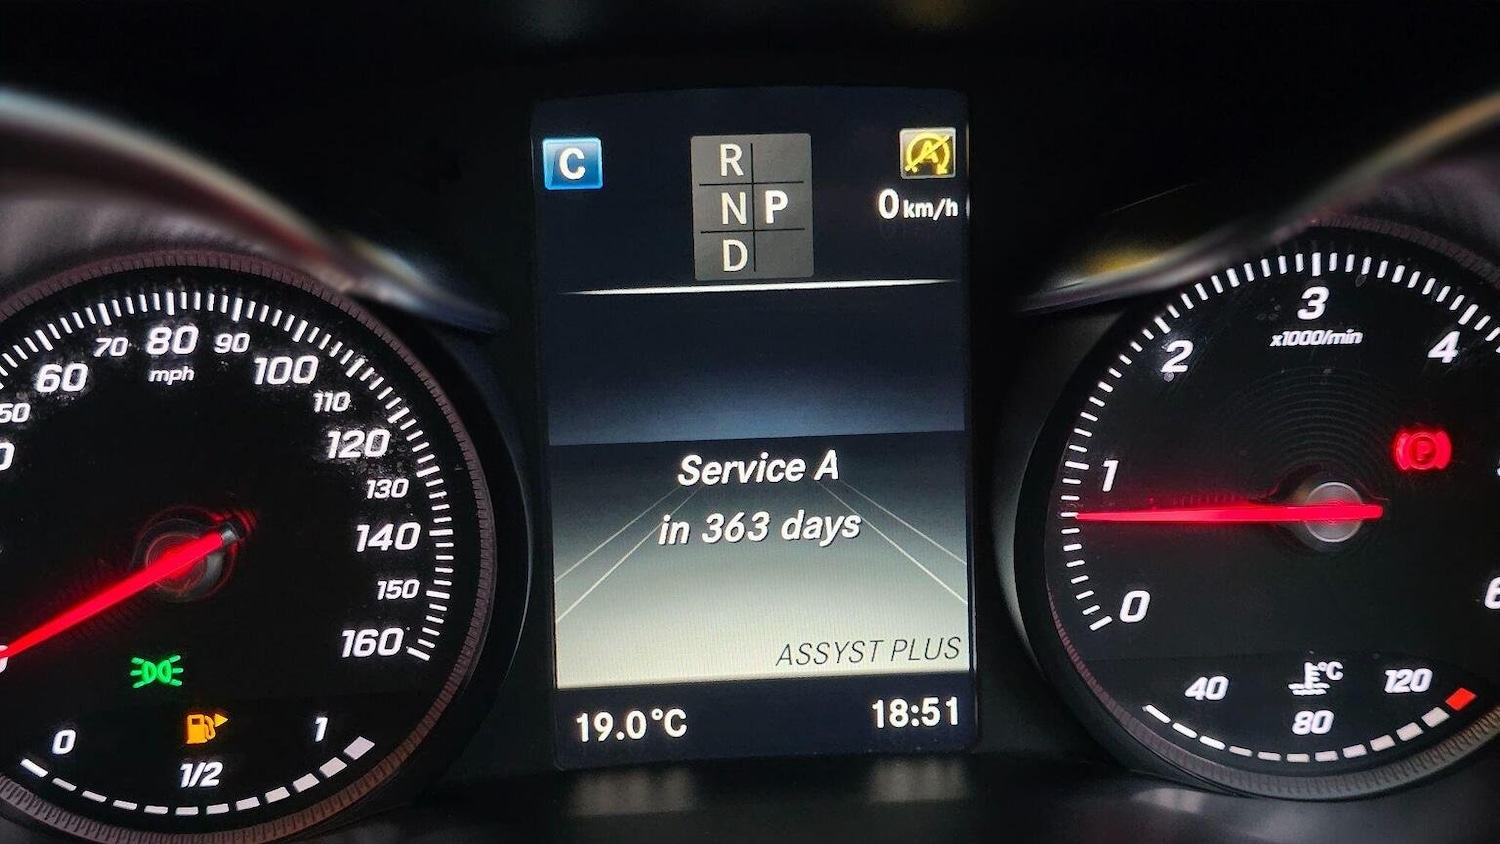 C
R
N P
D
A
0 km/h
Service A
in 363 days
ASSYST PLUS
19.0°C
18:51
50
60
70
80
90
100
110
120
130
140
150
160
mph
0
1/2
1
0
1
2
3
4
x1000/min
P
40
80
120
°C